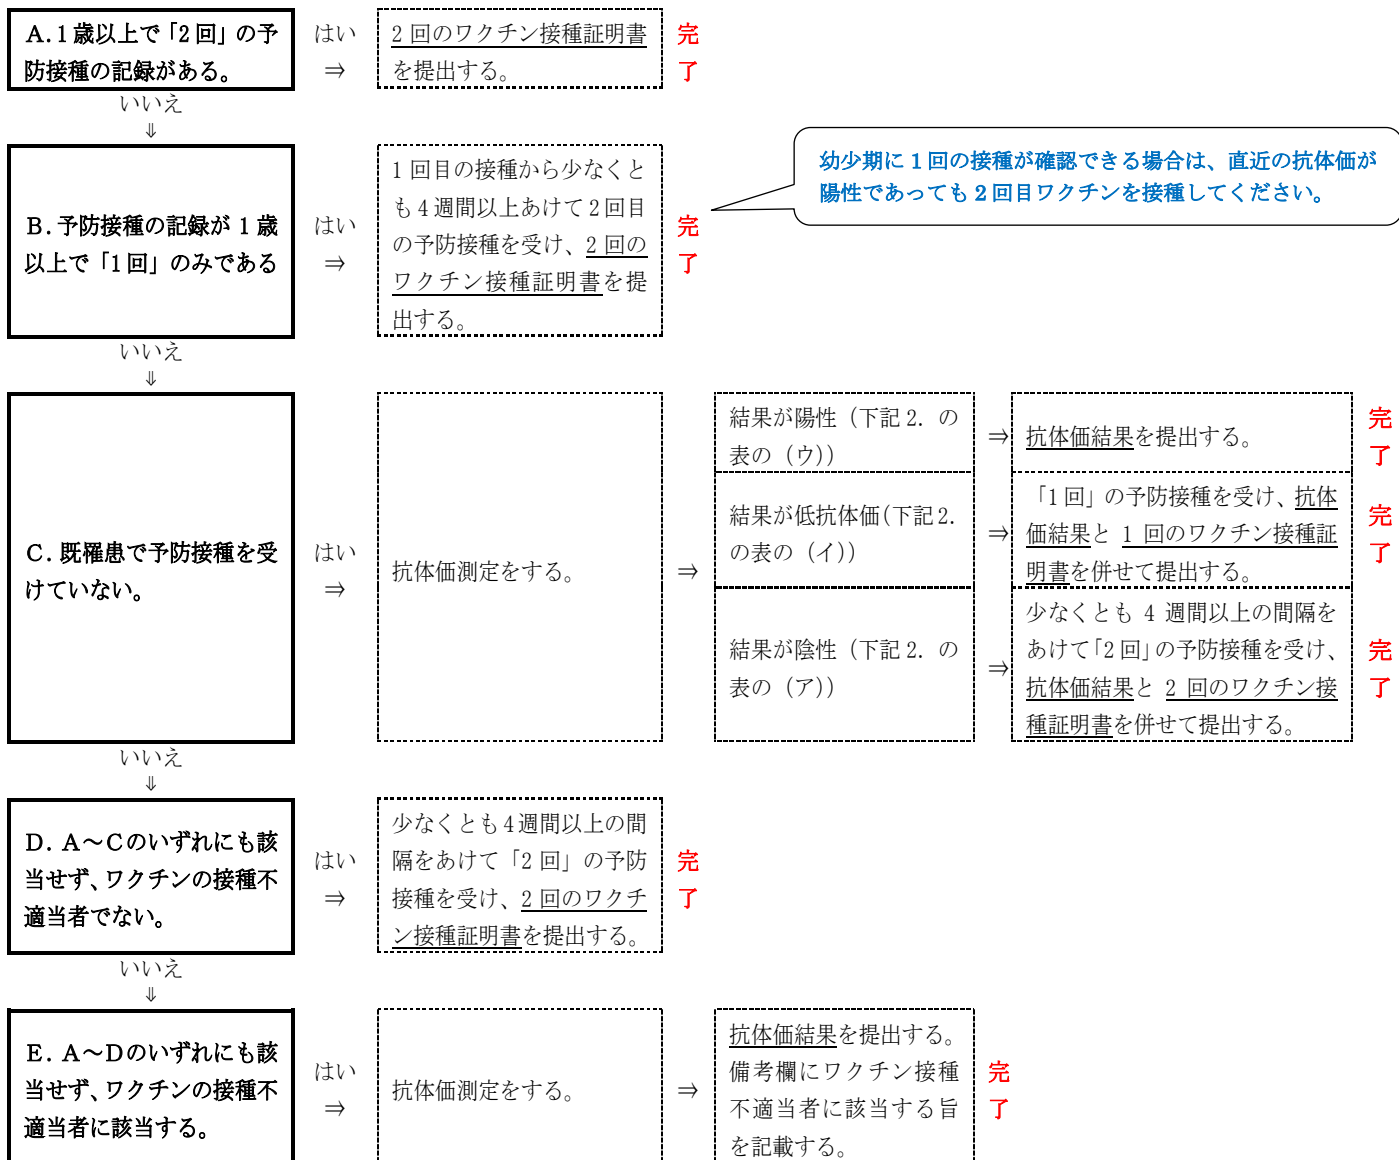 A.1歳以上で「2回」の予
防接種の記録がある。
はい
⇒
2回のワクチン接種証明書
を提出する。
完
了
いいえ
⇓
B.予防接種の記録が1歳
以上で「1回」のみである
はい
⇒
1回目の接種から少なくと
も4週間以上あけて2回目
の予防接種を受け、2回の
ワクチン接種証明書を提
出する。
完
了
幼少期に1回の接種が確認できる場合は、直近の抗体価が
陽性であっても2回目ワクチンを接種してください。
いいえ
⇓
C.既罹患で予防接種を受
けていない。
はい
⇒
抗体価測定をする。
⇒
結果が陽性(下記2.の
表の(ウ))
⇒
抗体価結果を提出する。
完
了
結果が低抗体価(下記2.
の表の(イ))
⇒
「1回」の予防接種を受け、抗体
価結果と1回のワクチン接種証
明書を併せて提出する。
完
了
結果が陰性(下記2.の
表の(ア))
⇒
少なくとも4週間以上の間隔を
あけて「2回」の予防接種を受け、
抗体価結果と2回のワクチン接
種証明書を併せて提出する。
完
了
いいえ
⇓
D.A~Cのいずれにも該
当せず、ワクチンの接種不
適当者でない。
はい
⇒
少なくとも4週間以上の間
隔をあけて「2回」の予防
接種を受け、2回のワクチ
ン接種証明書を提出する。
完
了
いいえ
⇓
E.A~Dのいずれにも該
当せず、ワクチンの接種不
適当者に該当する。
はい
⇒
抗体価測定をする。
⇒
抗体価結果を提出する。
備考欄にワクチン接種
不適当者に該当する旨
を記載する。
完
了